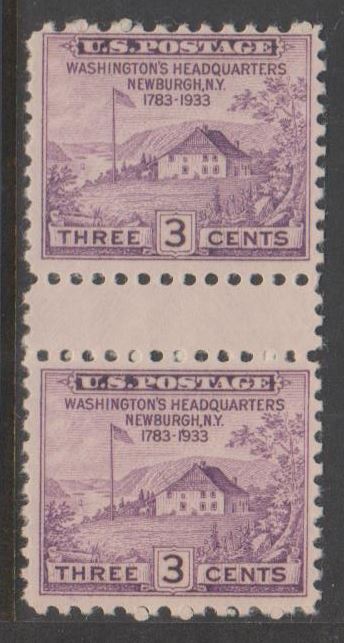 U.S. POSTAGE
WASHINGTON'S HEADQUARTERS
NEWBURGH, N.Y.
1783-1933
THREE 3 CENTS
U.S. POSTAGE
WASHINGTON'S HEADQUARTERS
NEWBURGH, N.Y.
1783-1933
THREE 3 CENTS